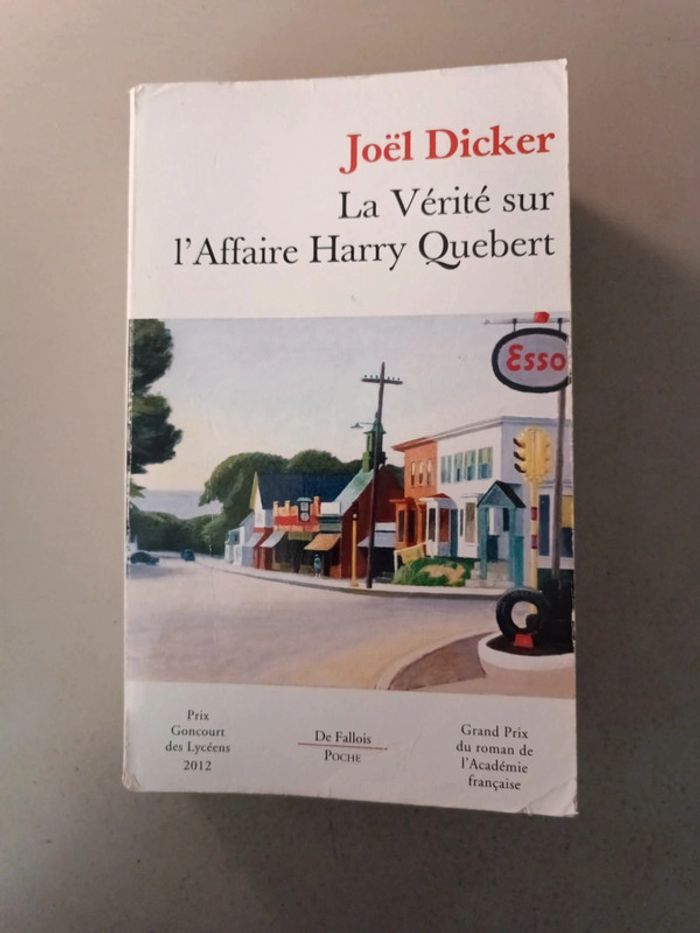 Joël Dicker
La Vérité sur
l'Affaire Harry Quebert
Esso
Prix
Goncourt
des Lycéens
2012
De Fallois
POCHE
Grand Prix
du roman de
l'Académie
française